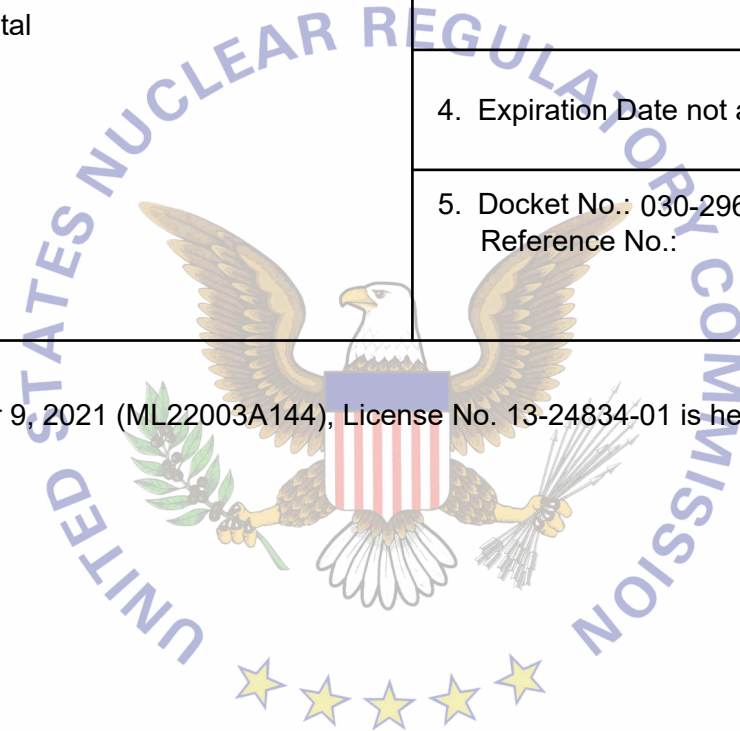 tal
4. Expiration Date not a
5. Docket No.: 030-296
Reference No.:
9, 2021 (ML22003A144), License No. 13-24834-01 is he
UNITED STATES NUCLEAR REGULATORY COMMISSION